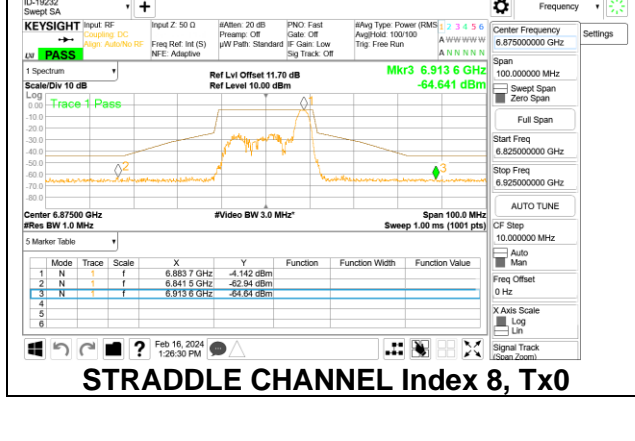 ID-19232
Swept SA
+
Frequency
KEYSIGHT
Input: RF
Coupling: DC
Align: Auto/No RF
Input Z: 50 Ω
Freq Ref: Int (S)
NFE: Adaptive
#Atten: 20 dB
Preamp: Off
µW Path: Standard
PNO: Fast
Gate: Off
IF Gain: Low
Sig Track: Off
#Avg Type: Power (RMS)
Avg|Hold: 100/100
Trig: Free Run
1 2 3 4 5 6
A W W W W W
A N N N N N
LXI PASS
1 Spectrum
Scale/Div 10 dB
Ref Lvl Offset 11.70 dB
Ref Level 10.00 dBm
Mkr3 6.913 6 GHz
-64.641 dBm
Log
Trace 1 Pass
0.00
-10.0
-20.0
-30.0
-40.0
-50.0
-60.0
-70.0
-80.0
1
2
3
Center 6.87500 GHz
#Res BW 1.0 MHz
#Video BW 3.0 MHz*
Span 100.0 MHz
Sweep 1.00 ms (1001 pts)
5 Marker Table
Mode Trace Scale X Y Function Function Width Function Value
1 N 1 f 6.883 7 GHz -4.142 dBm
2 N 1 f 6.841 5 GHz -62.94 dBm
3 N 1 f 6.913 6 GHz -64.64 dBm
4
5
6
Feb 16, 2024
1:26:30 PM
?
Center Frequency
6.875000000 GHz
Settings
Span
100.000000 MHz
Swept Span
Zero Span
Full Span
Start Freq
6.825000000 GHz
Stop Freq
6.925000000 GHz
AUTO TUNE
CF Step
10.000000 MHz
Auto
Man
Freq Offset
0 Hz
X Axis Scale
Log
Lin
Signal Track
(Span Zoom)
STRADDLE CHANNEL Index 8, Tx0